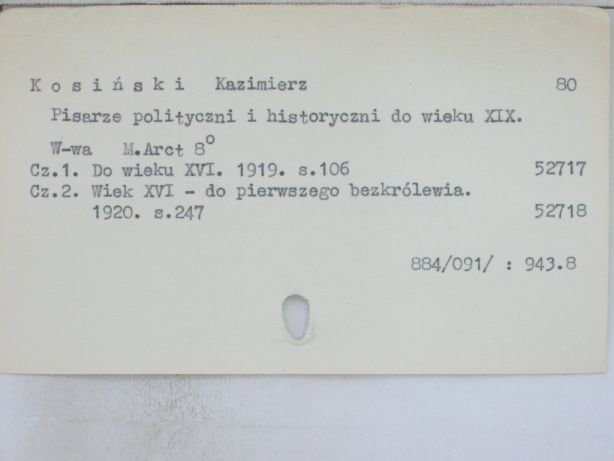 K o s i ń s k i Kazimierz 80
Pisarze polityczni i historyczni do wieku XIX.
W-wa M.Arct 8°
Cz.1. Do wieku XVI. 1919. s.106 52717
Cz.2. Wiek XVI - do pierwszego bezkrólewia.
1920. s.247 52718
884/091/ : 943.8